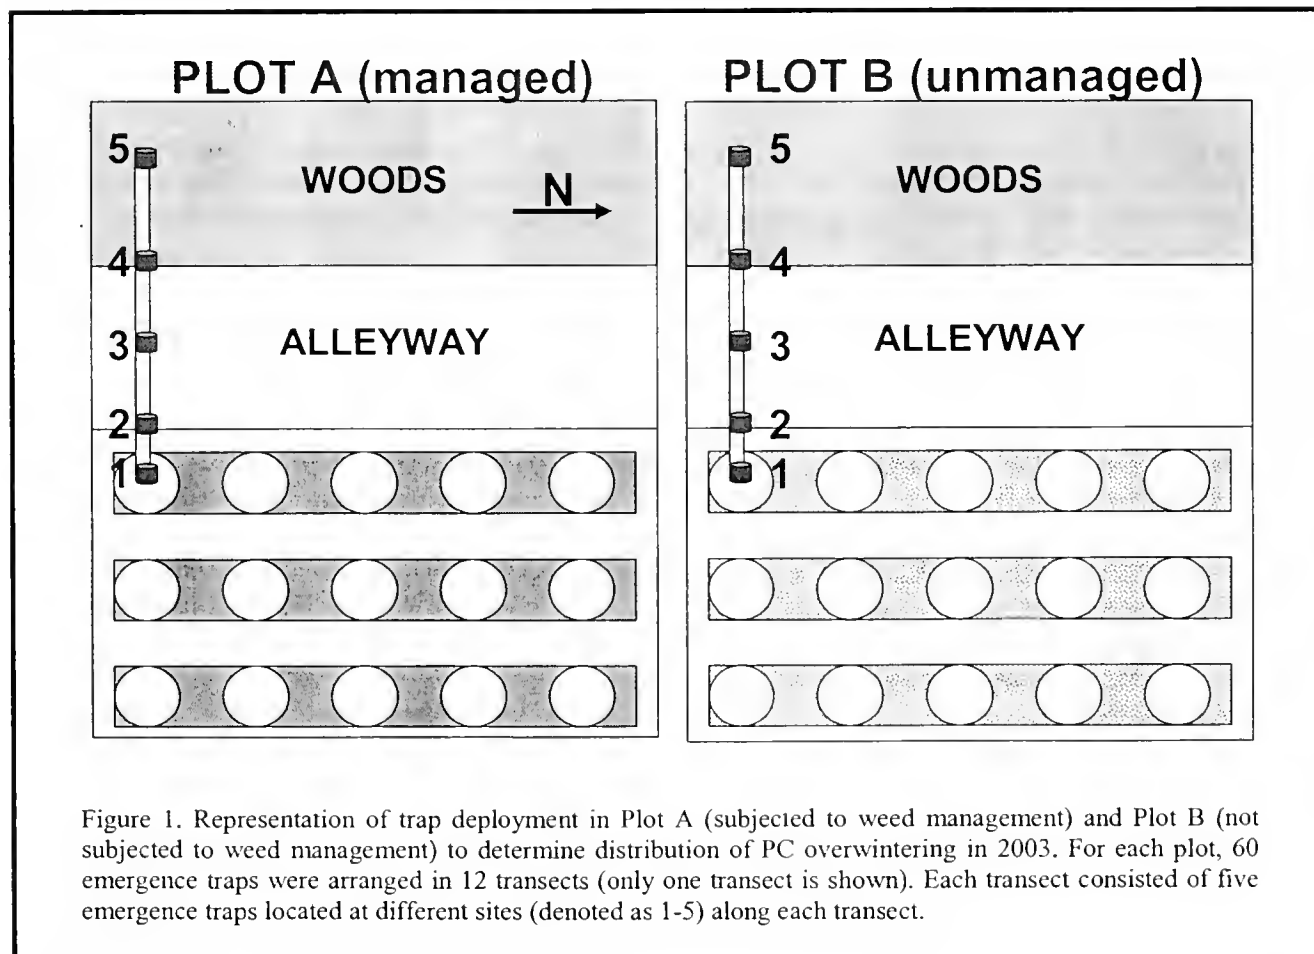 PLOT A (managed)
PLOT B (unmanaged)
5
WOODS
N
4
3
ALLEYWAY
2
1
5
WOODS
4
3
ALLEYWAY
2
1
Figure 1. Representation of trap deployment in Plot A (subjected to weed management) and Plot B (not
subjected to weed management) to determine distribution of PC overwintering in 2003. For each plot, 60
emergence traps were arranged in 12 transects (only one transect is shown). Each transect consisted of five
emergence traps located at different sites (denoted as 1-5) along each transect.